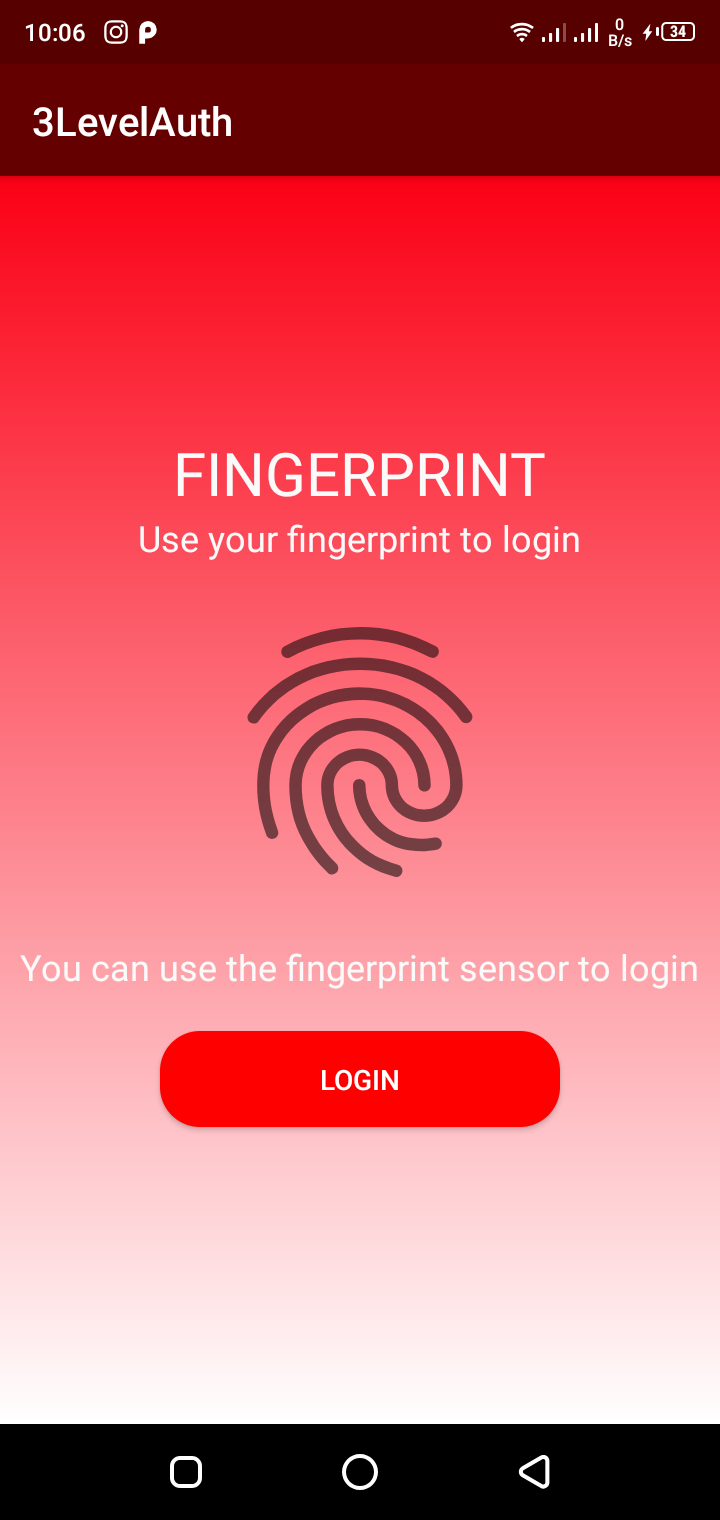 10:06
0
B/s
34
3LevelAuth
FINGERPRINT
Use your fingerprint to login
You can use the fingerprint sensor to login
LOGIN